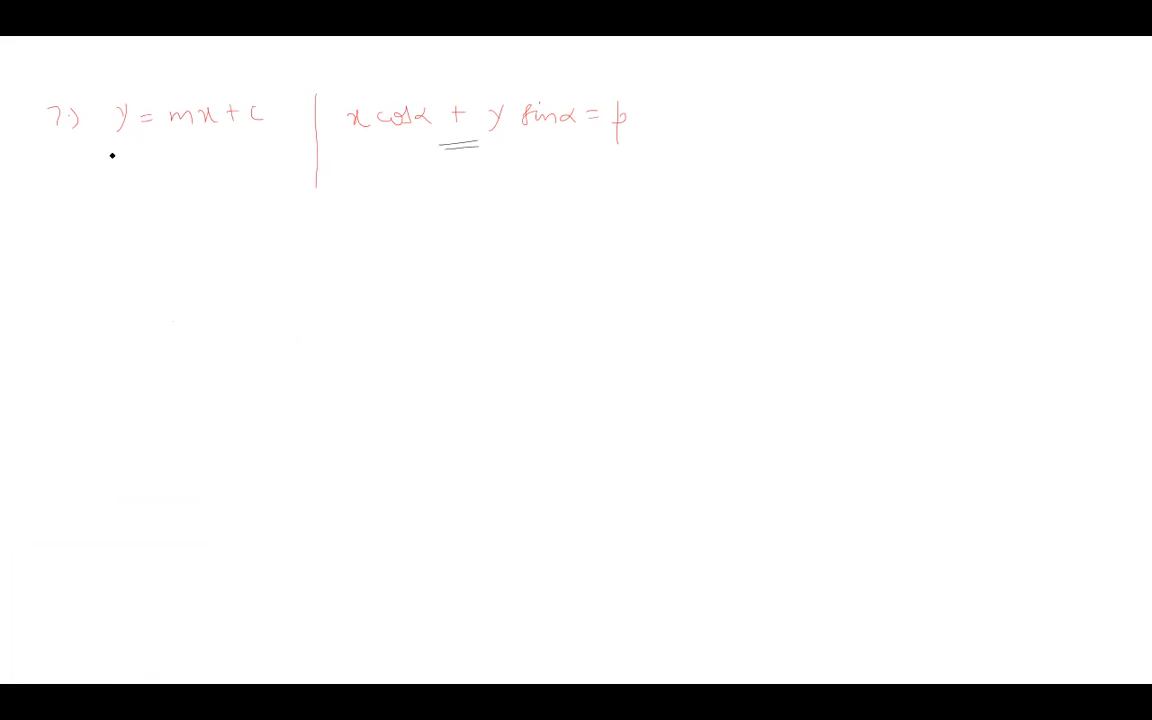 7.) y = mx + c | x cosα + y sinα = p